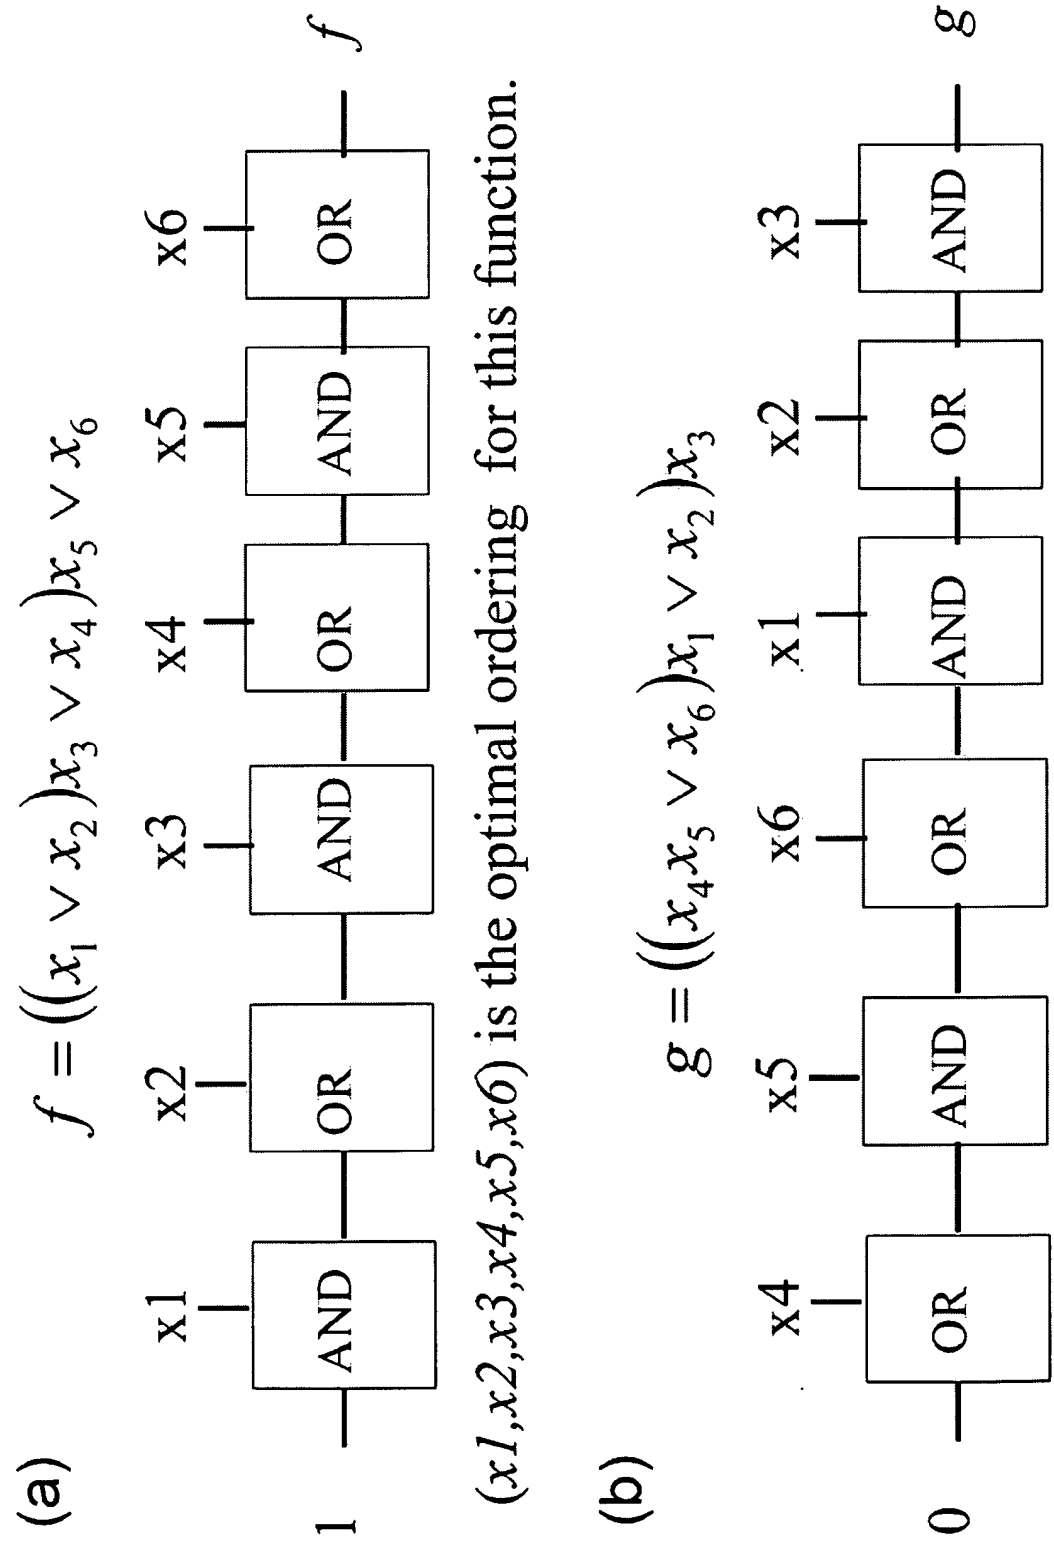 (a)
f = (((x₁ ∨ x₂)x₃ ∨ x₄)x₅ ∨ x₆
x1 x2 x3 x4 x5 x6
1 AND OR AND OR AND OR f
(x1,x2,x3,x4,x5,x6) is the optimal ordering for this function.
(b)
g = ((x₄x₅ ∨ x₆)x₁ ∨ x₂)x₃
x4 x5 x6 x1 x2 x3
0 OR AND OR AND OR AND g